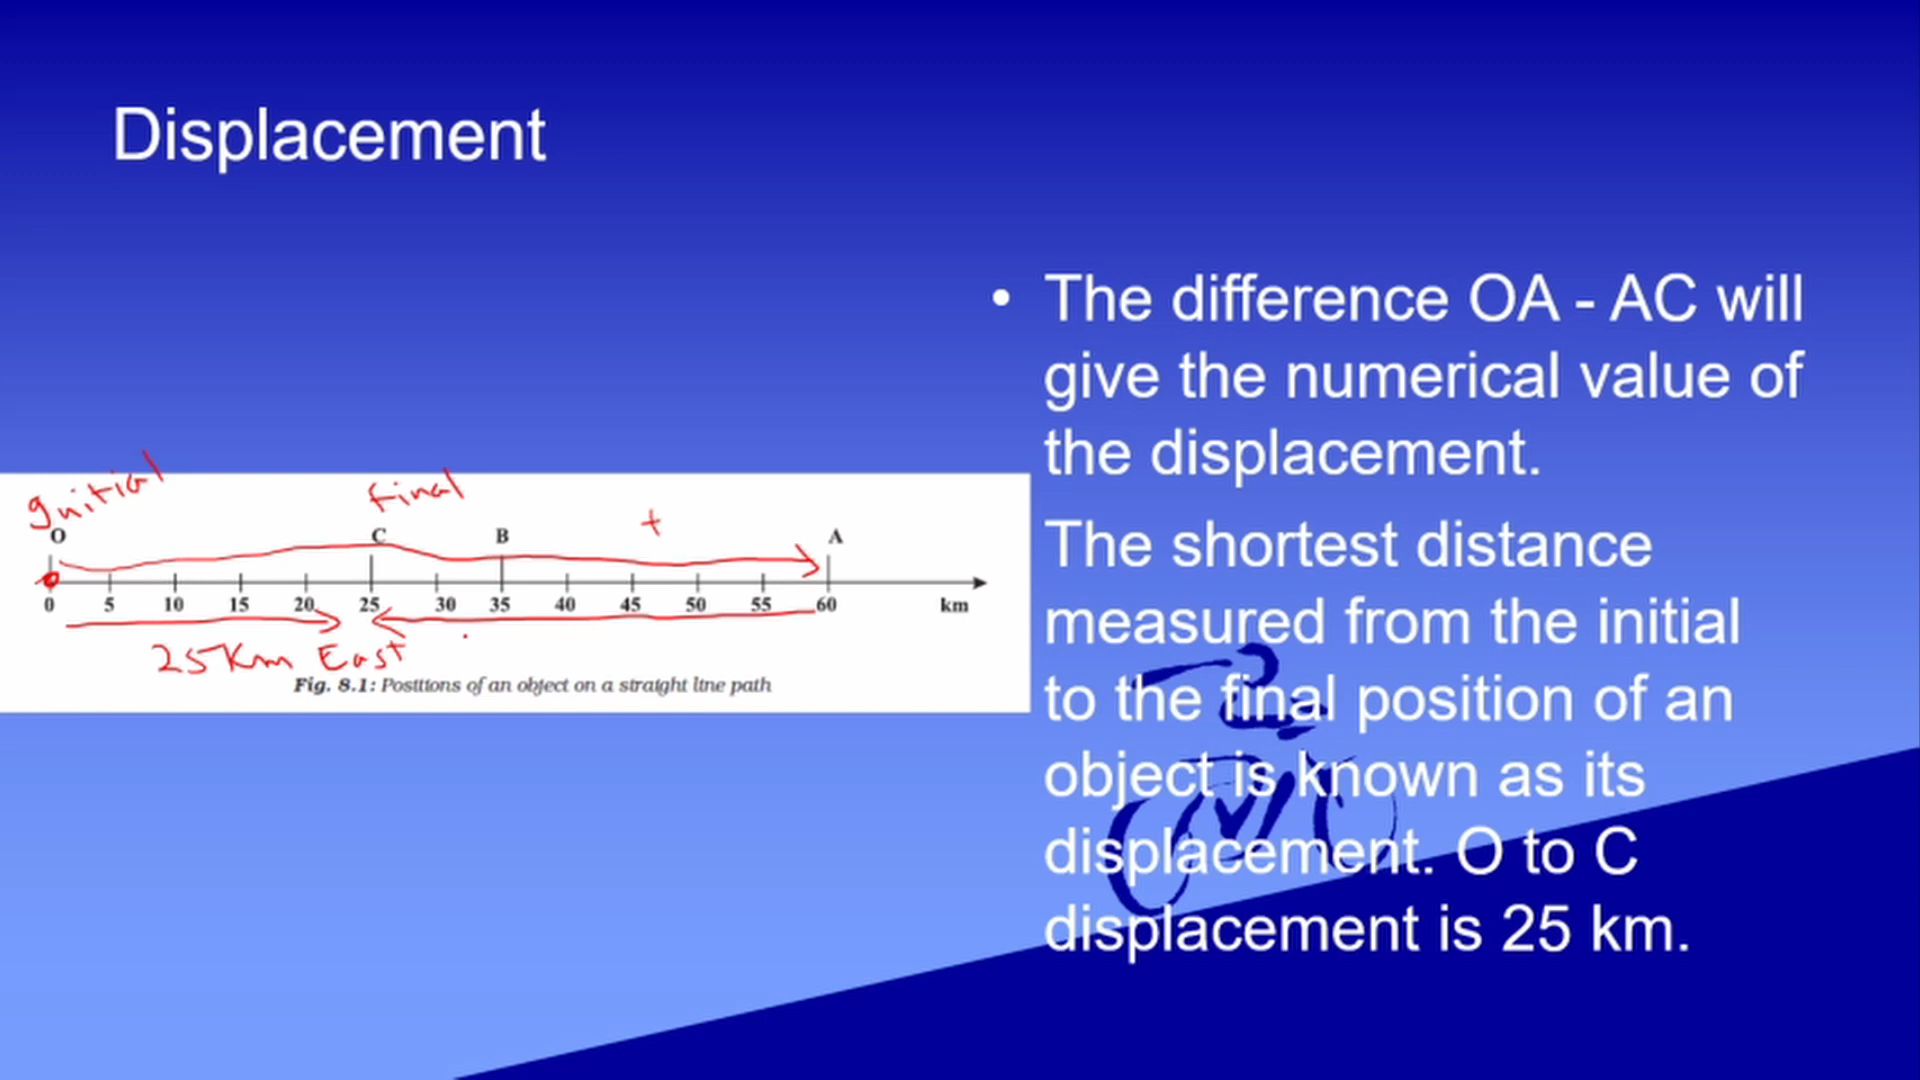 Displacement
• The difference OA - AC will
give the numerical value of
the displacement.
The shortest distance
measured from the initial
to the final position of an
object is known as its
displacement. O to C
displacement is 25 km.
Initial final +
O C B A
0 5 10 15 20 25 30 35 40 45 50 55 60 km
25 Km East
Fig. 8.1: Positions of an object on a straight line path